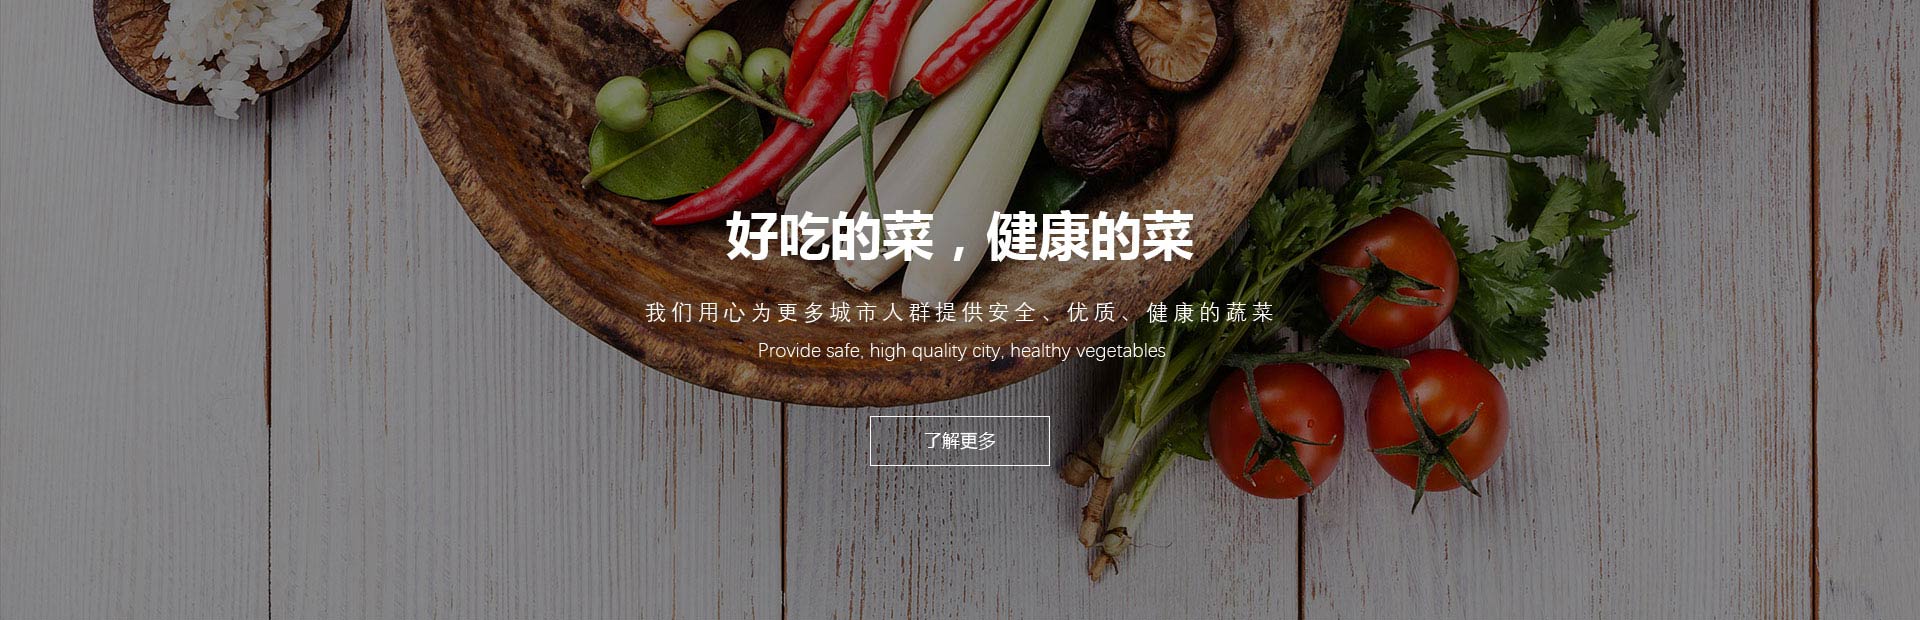 好吃的菜，健康的菜
我们用心为更多城市人群提供安全、优质、健康的蔬菜
Provide safe, high quality city, healthy vegetables
了解更多